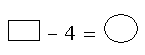 – 4 =